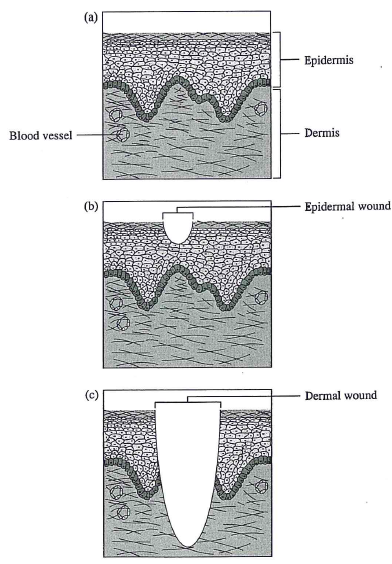 (a)
Epidermis
Blood vessel
Dermis
(b)
Epidermal wound
(c)
Dermal wound